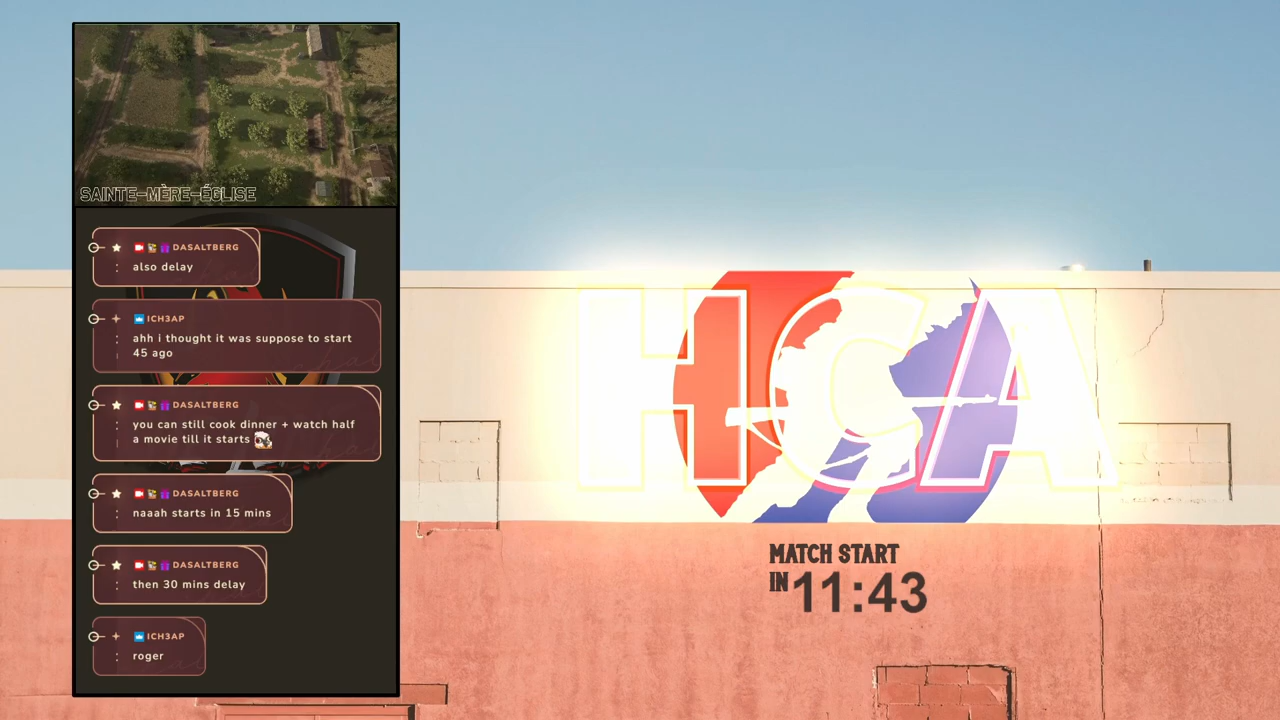 SAINTE-MÈRE-ÉGLISE
DASALTBERG
: also delay
ICH3AP
: ahh i thought it was suppose to start
45 ago
DASALTBERG
: you can still cook dinner + watch half
a movie till it starts
DASALTBERG
: naaah starts in 15 mins
DASALTBERG
: then 30 mins delay
ICH3AP
: roger
HCA
MATCH START
IN 11:43